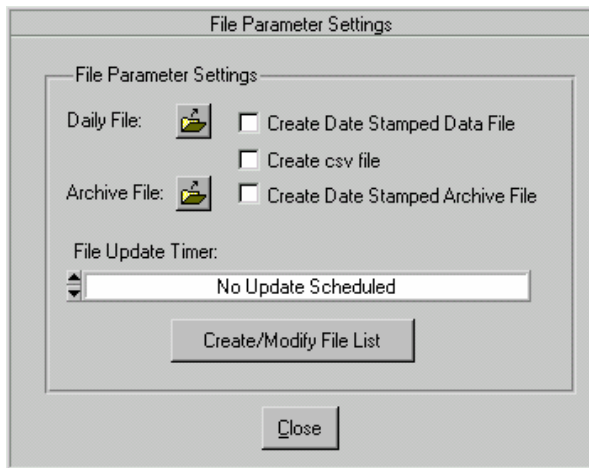 File Parameter Settings
File Parameter Settings
Daily File:
Create Date Stamped Data File
Create csv file
Archive File:
Create Date Stamped Archive File
File Update Timer:
No Update Scheduled
Create/Modify File List
Close